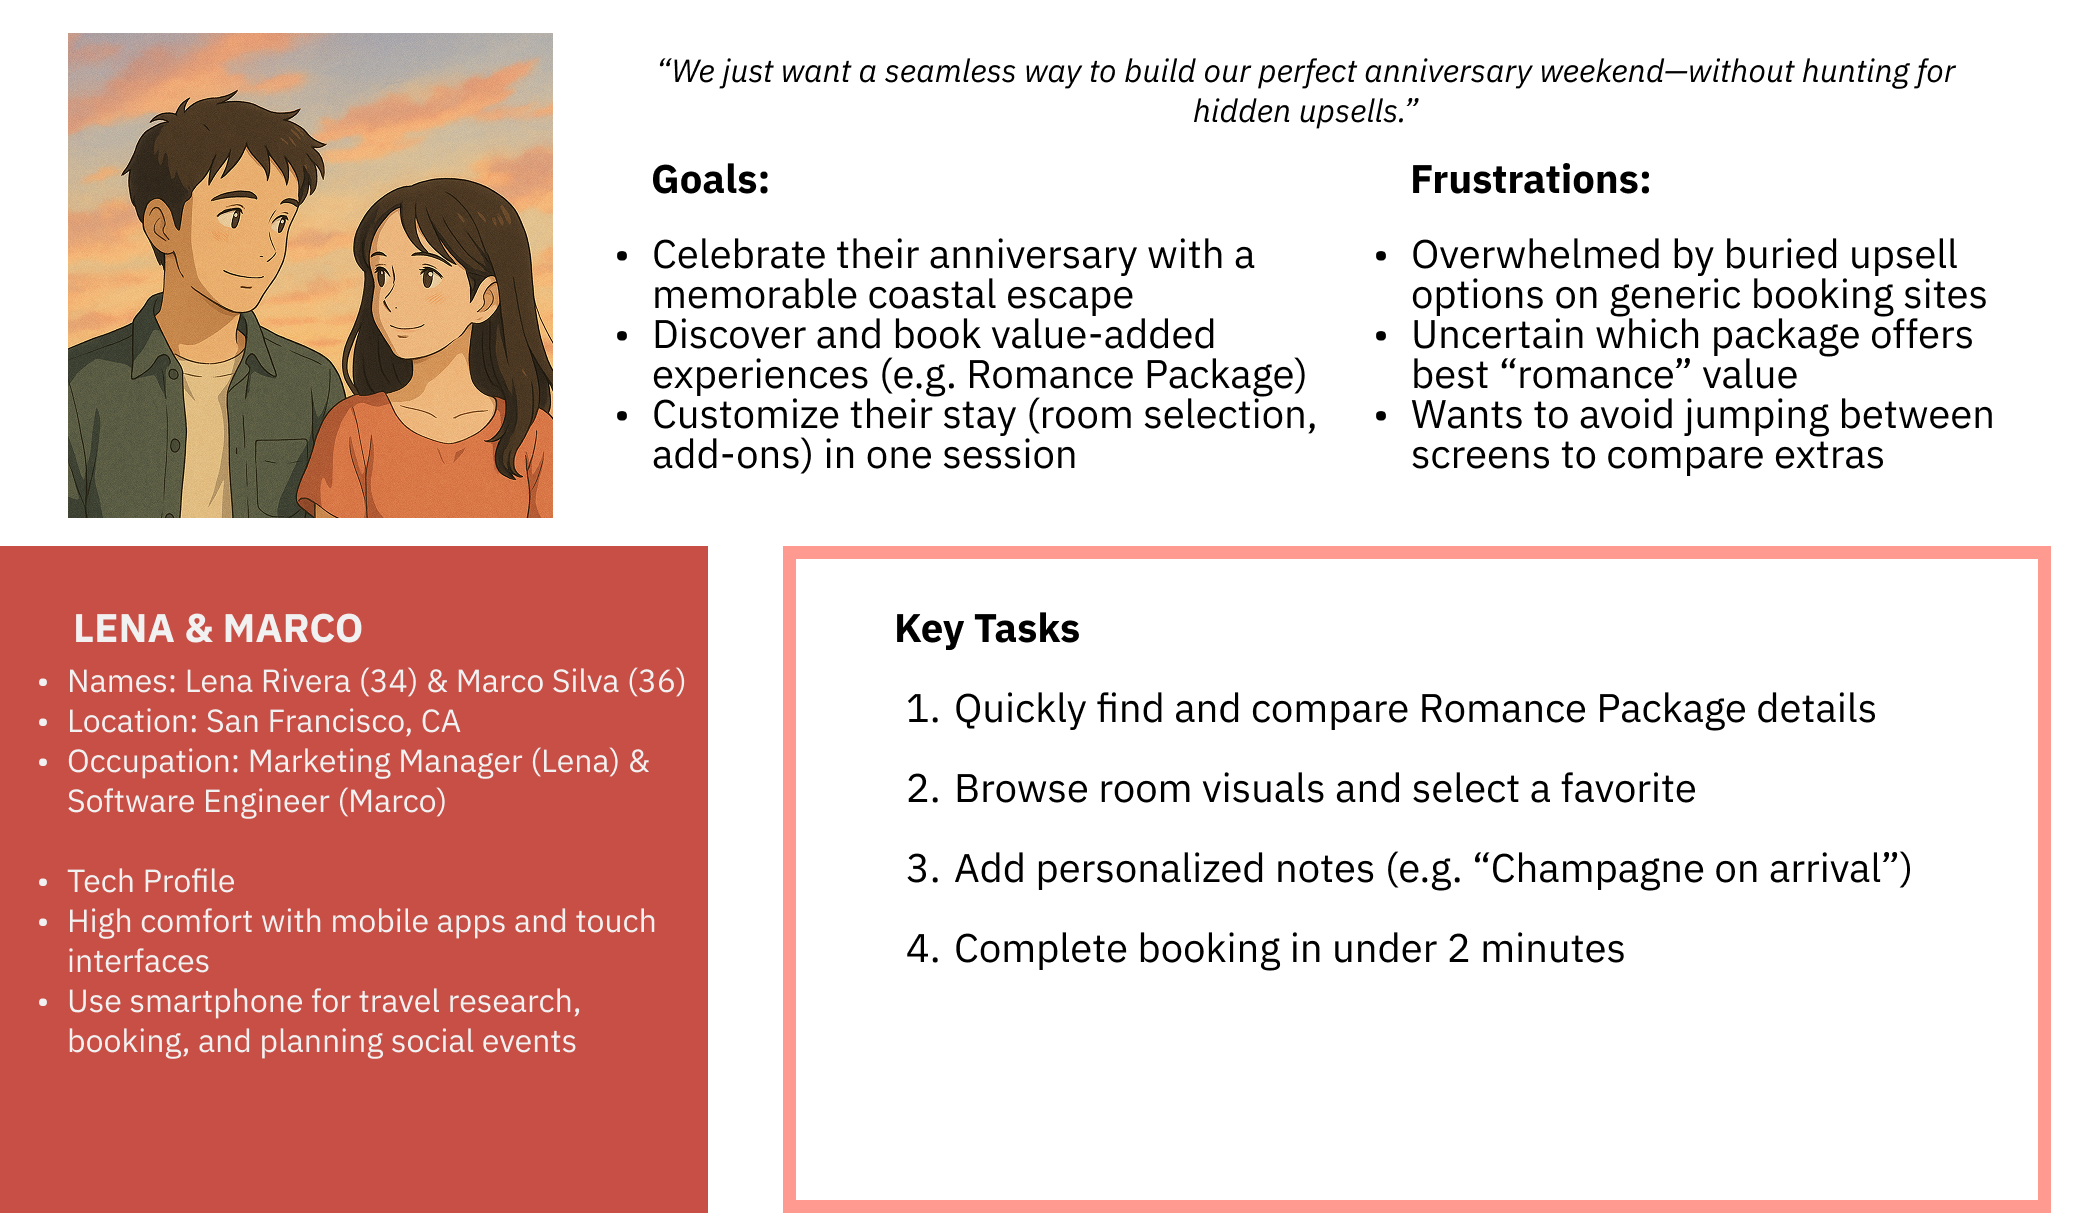 “We just want a seamless way to build our perfect anniversary weekend—without hunting for
hidden upsells.”
Goals:
• Celebrate their anniversary with a
memorable coastal escape
• Discover and book value-added
experiences (e.g. Romance Package)
• Customize their stay (room selection,
add-ons) in one session
Frustrations:
• Overwhelmed by buried upsell
options on generic booking sites
• Uncertain which package offers
best “romance” value
• Wants to avoid jumping between
screens to compare extras
LENA & MARCO
• Names: Lena Rivera (34) & Marco Silva (36)
• Location: San Francisco, CA
• Occupation: Marketing Manager (Lena) &
Software Engineer (Marco)
• Tech Profile
• High comfort with mobile apps and touch
interfaces
• Use smartphone for travel research,
booking, and planning social events
Key Tasks
1. Quickly find and compare Romance Package details
2. Browse room visuals and select a favorite
3. Add personalized notes (e.g. “Champagne on arrival”)
4. Complete booking in under 2 minutes